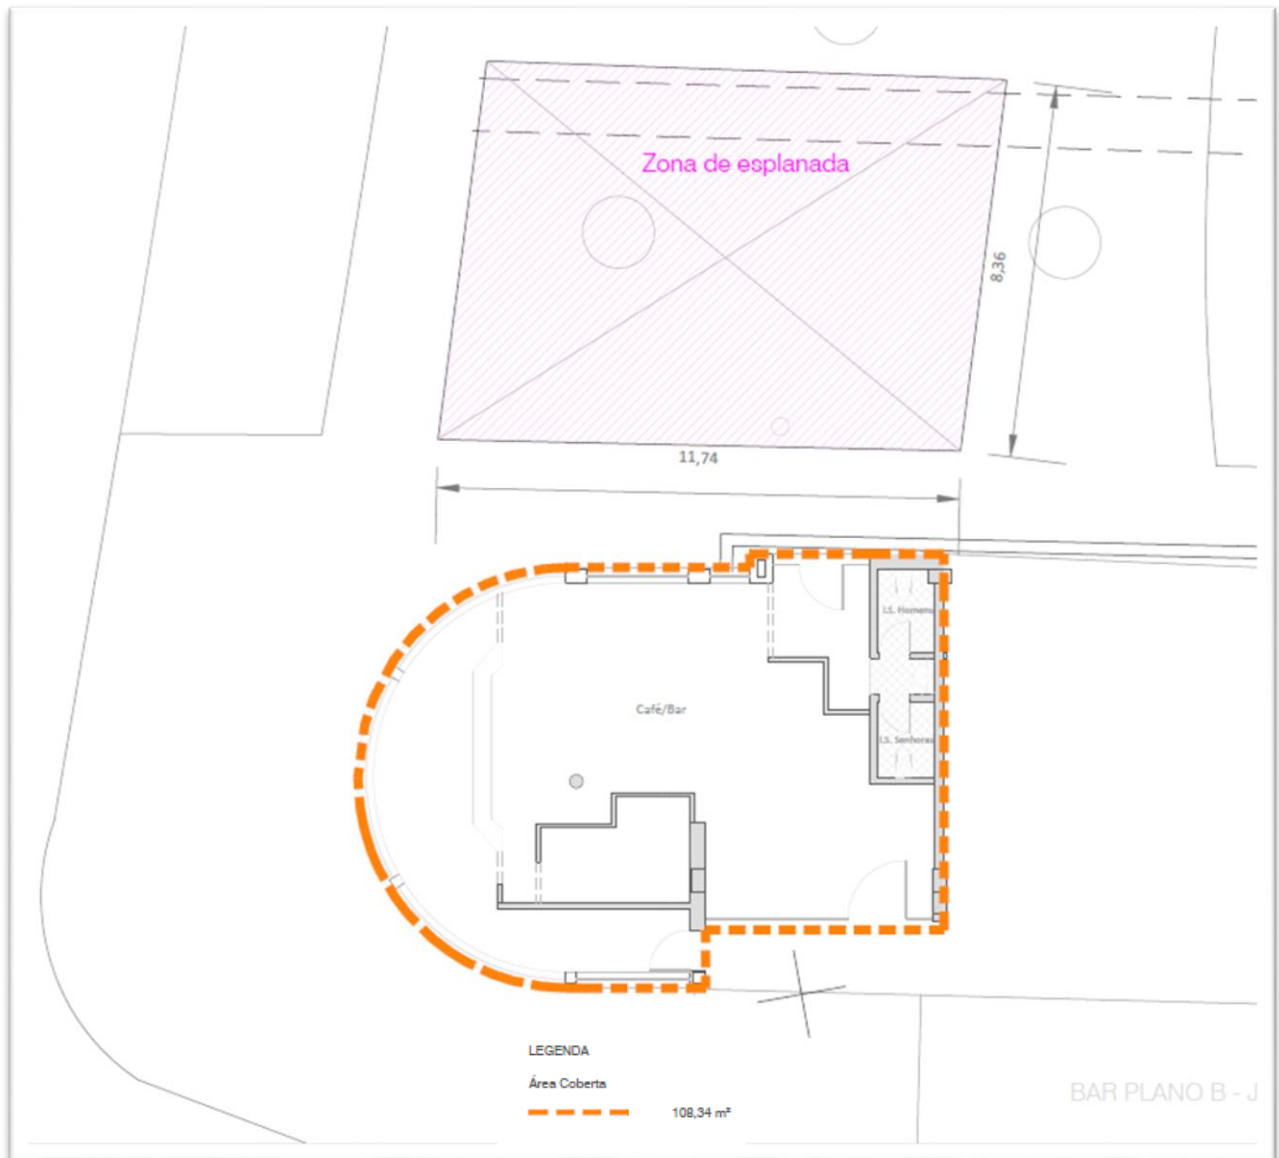 Zona de esplanada
8,36
11,74
I.S. Homens
Café/Bar
I.S. Senhoras
LEGENDA
Área Coberta
108,34 m²
BAR PLANO B - J